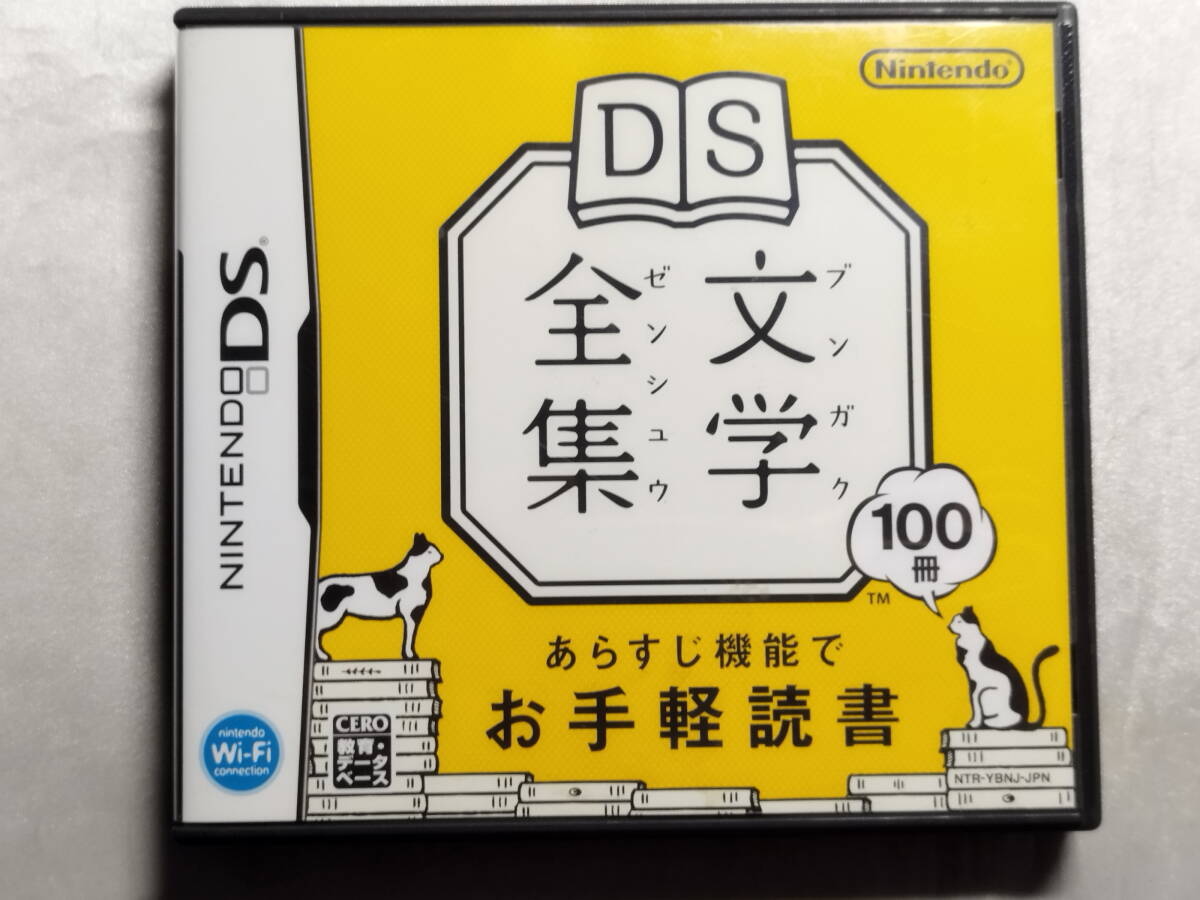 NINTENDO DS®
nintendo
Wi-Fi
connection
Nintendo®
DS
文学
ブンガク
全集
ゼンシュウ
100
冊
™
あらすじ機能で
お手軽読書
CERO
教育・
データ
ベース
NTR-YBNJ-JPN